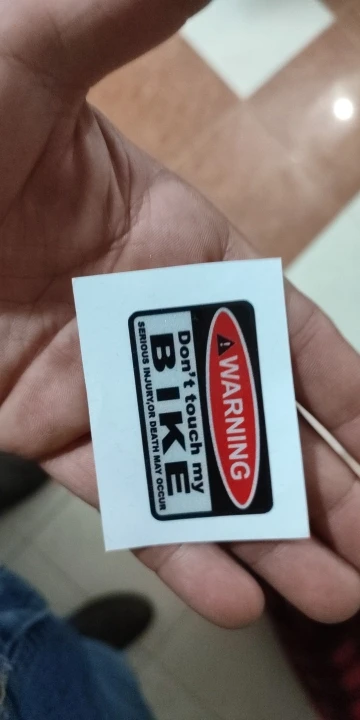 WARNING
Don't touch my
BIKE
SERIOUS INJURY,OR DEATH MAY OCCUR